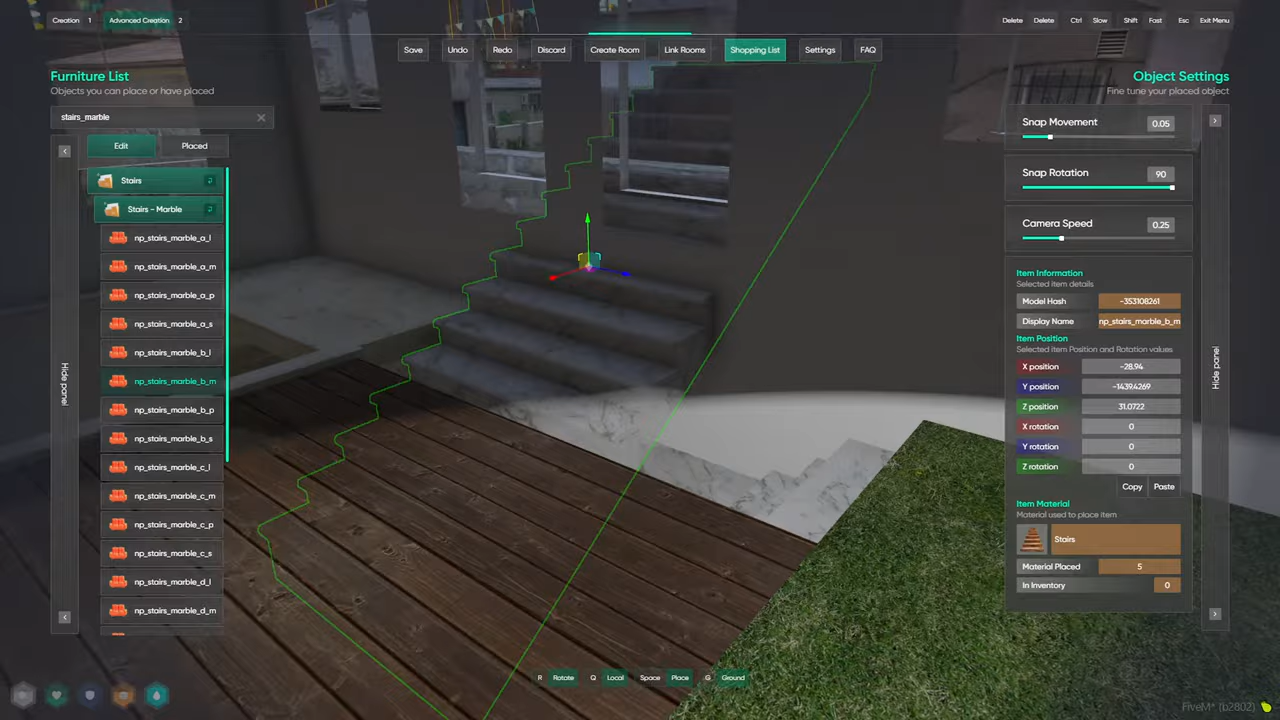 Creation 1 Advanced Creation 2
Delete Delete Ctrl Slow Shift Fast Esc Exit Menu
Save Undo Redo Discard Create Room Link Rooms Shopping List Settings FAQ
Furniture List
Objects you can place or have placed
stairs_marble
Edit Placed
Stairs
Stairs - Marble
np_stairs_marble_a_l
np_stairs_marble_a_m
np_stairs_marble_a_p
np_stairs_marble_a_s
np_stairs_marble_b_l
np_stairs_marble_b_m
np_stairs_marble_b_p
np_stairs_marble_b_s
np_stairs_marble_c_l
np_stairs_marble_c_m
np_stairs_marble_c_p
np_stairs_marble_c_s
np_stairs_marble_d_l
np_stairs_marble_d_m
Hide panel
R Rotate Q Local Space Place G Ground
Object Settings
Fine tune your placed object
Snap Movement 0.05
Snap Rotation 90
Camera Speed 0.25
Item Information
Selected item details
Model Hash -353108261
Display Name np_stairs_marble_b_m
Item Position
Selected item Position and Rotation values
X position -28.94
Y position -1439.4269
Z position 31.0722
X rotation 0
Y rotation 0
Z rotation 0
Copy Paste
Item Material
Material used to place item
Stairs
Material Placed 5
In Inventory 0
Hide panel
FiveM* (b2802)